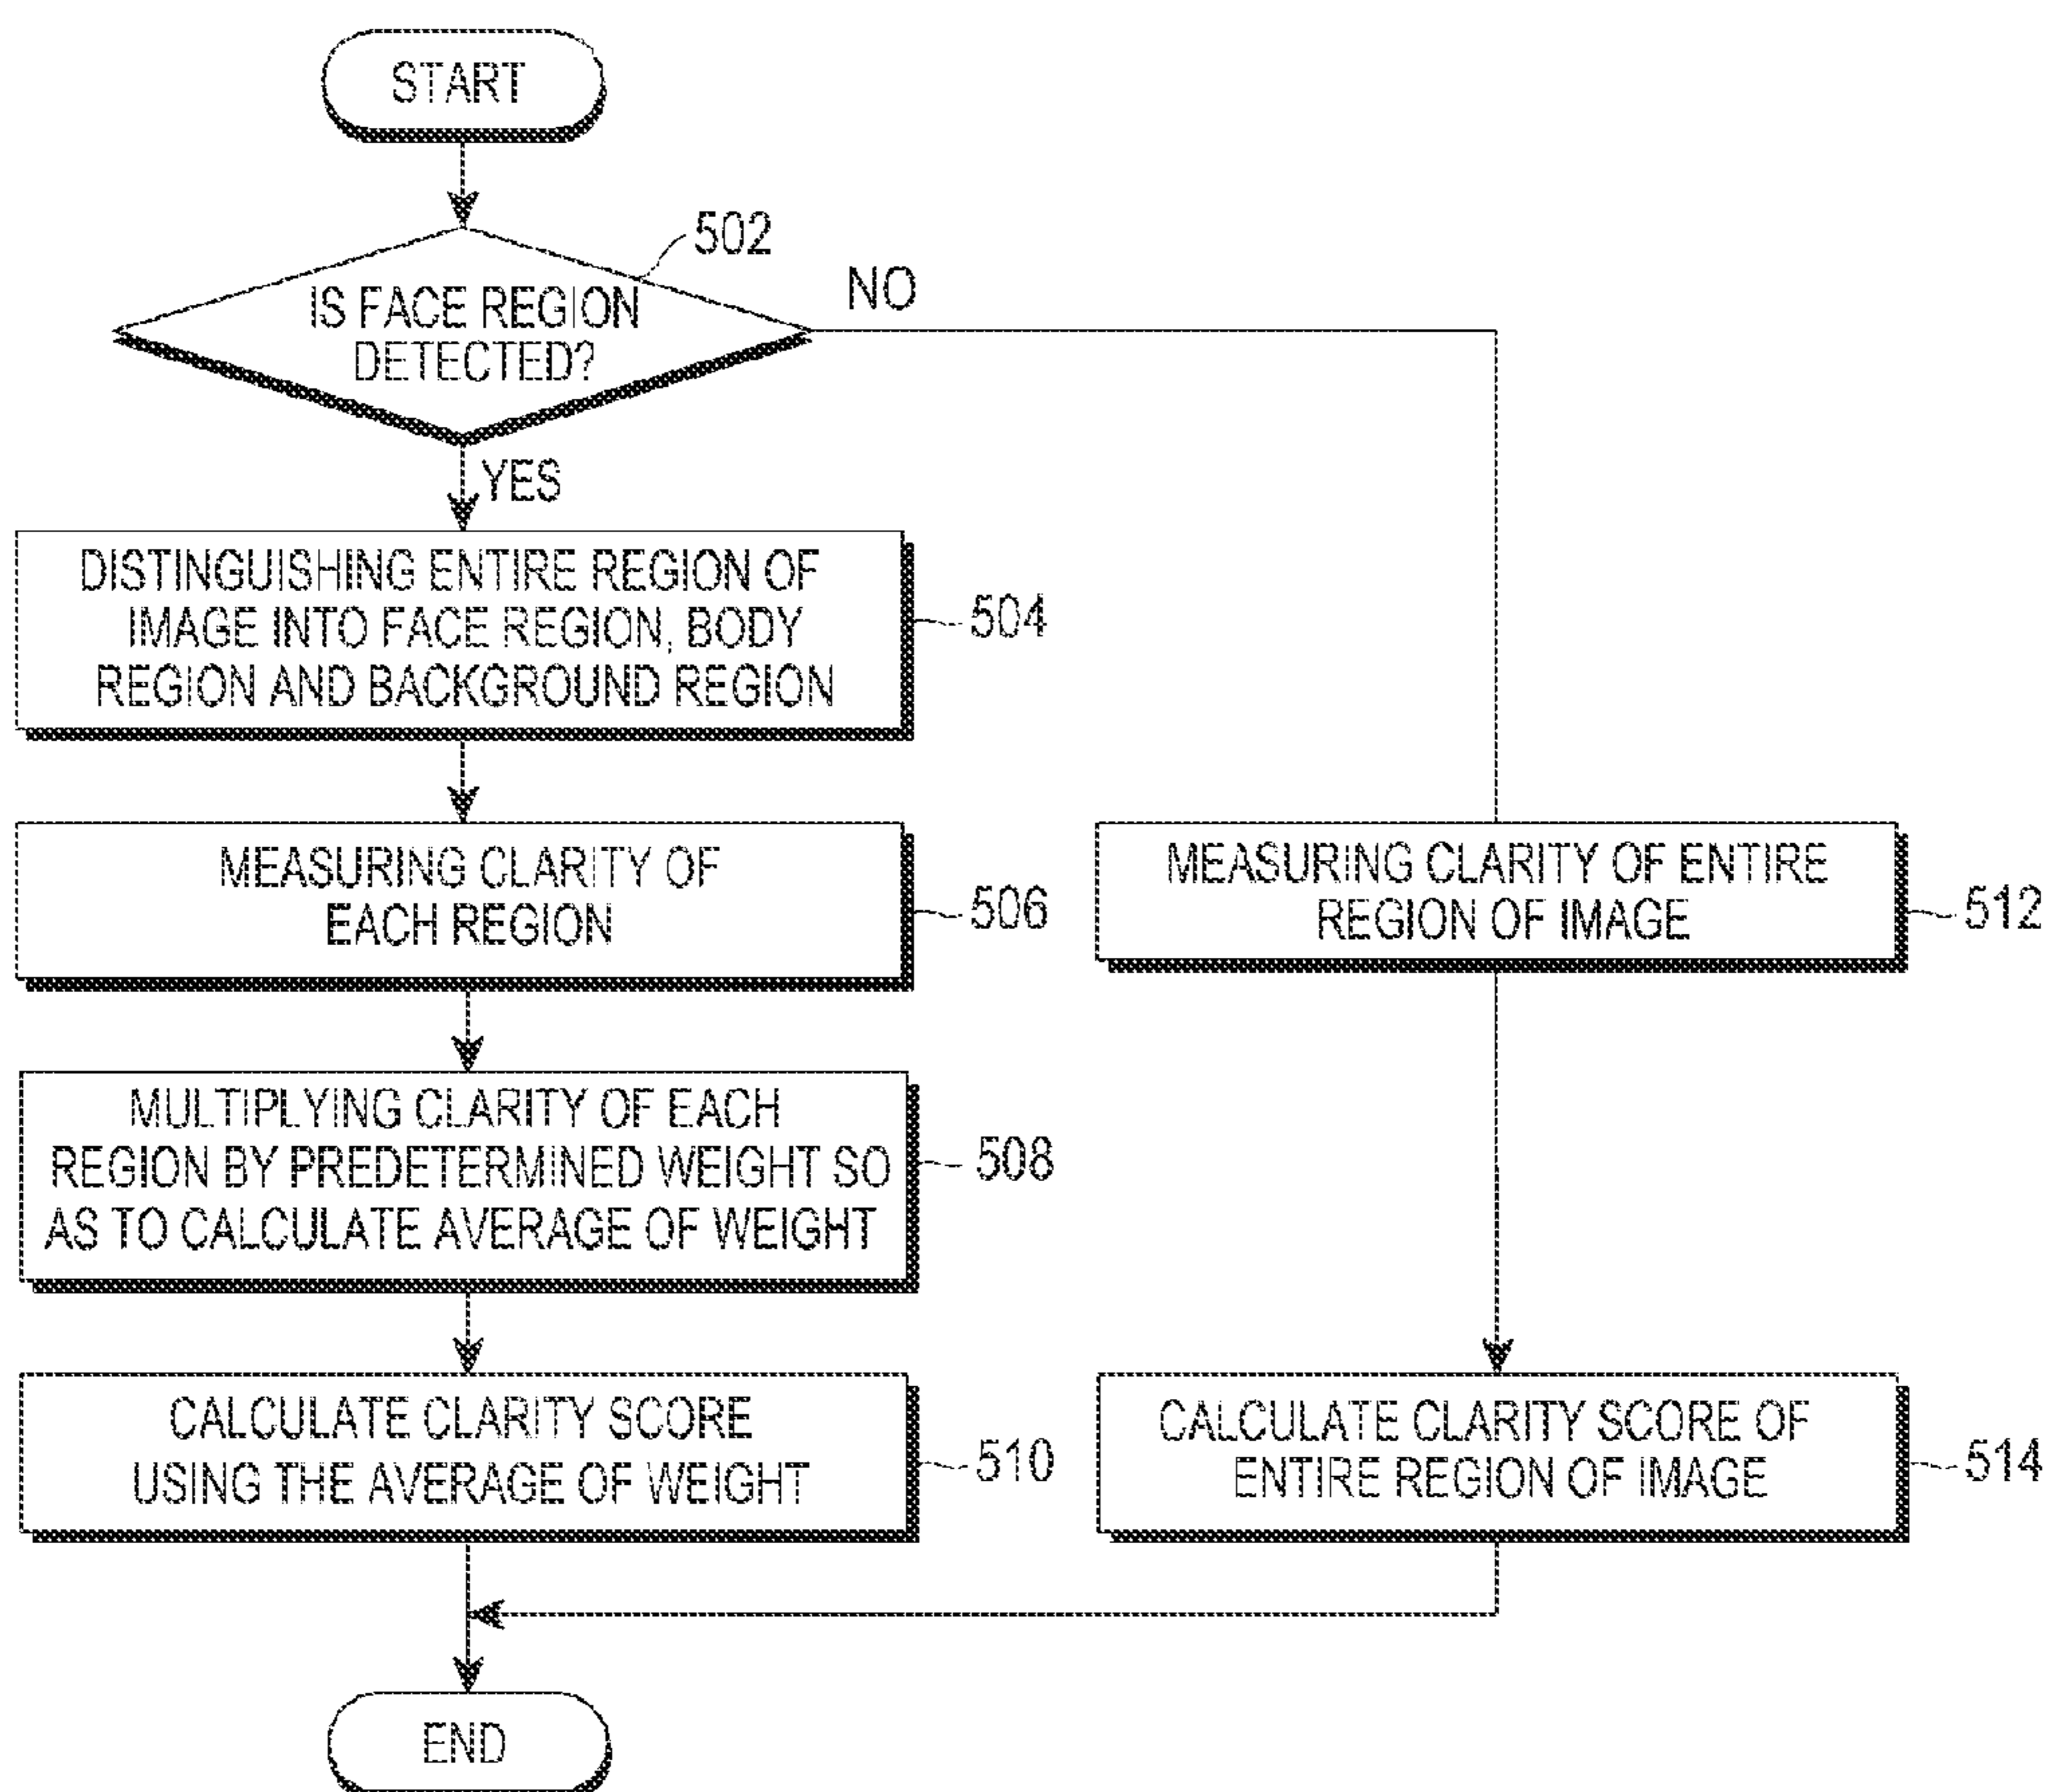 START
502
IS FACE REGION
DETECTED?
NO
YES
DISTINGUISHING ENTIRE REGION OF
IMAGE INTO FACE REGION, BODY
REGION AND BACKGROUND REGION
504
MEASURING CLARITY OF
EACH REGION
506
MEASURING CLARITY OF ENTIRE
REGION OF IMAGE
512
MULTIPLYING CLARITY OF EACH
REGION BY PREDETERMINED WEIGHT SO
AS TO CALCULATE AVERAGE OF WEIGHT
508
CALCULATE CLARITY SCORE
USING THE AVERAGE OF WEIGHT
510
CALCULATE CLARITY SCORE OF
ENTIRE REGION OF IMAGE
514
END